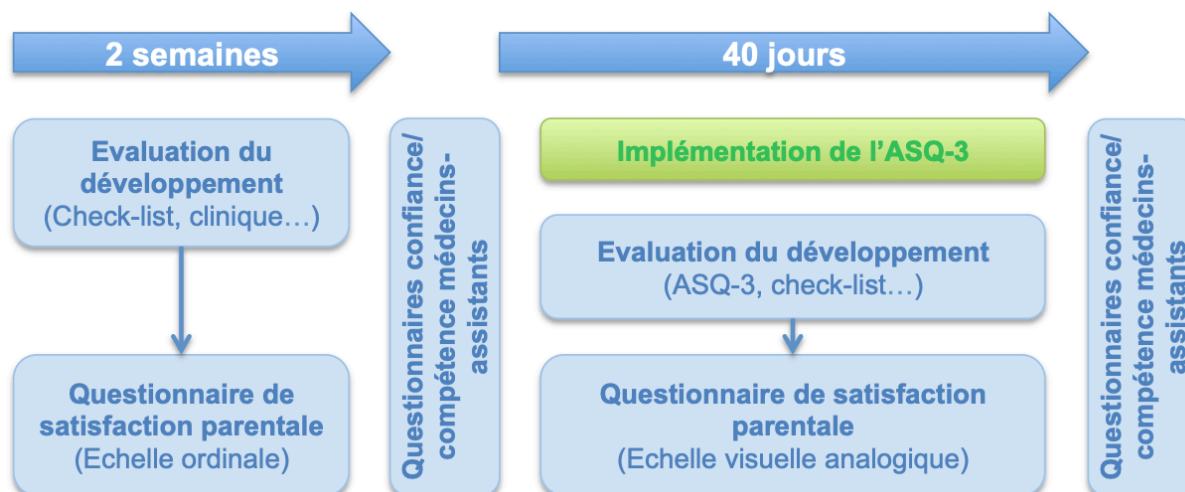 2 semaines
40 jours
Evaluation du
développement
(Check-list, clinique…)
Questionnaire de
satisfaction parentale
(Echelle ordinale)
Questionnaires confiance/
compétence médecins-
assistants
Implémentation de l’ASQ-3
Evaluation du développement
(ASQ-3, check-list…)
Questionnaire de satisfaction
parentale
(Echelle visuelle analogique)
Questionnaires confiance/
compétence médecins-
assistants